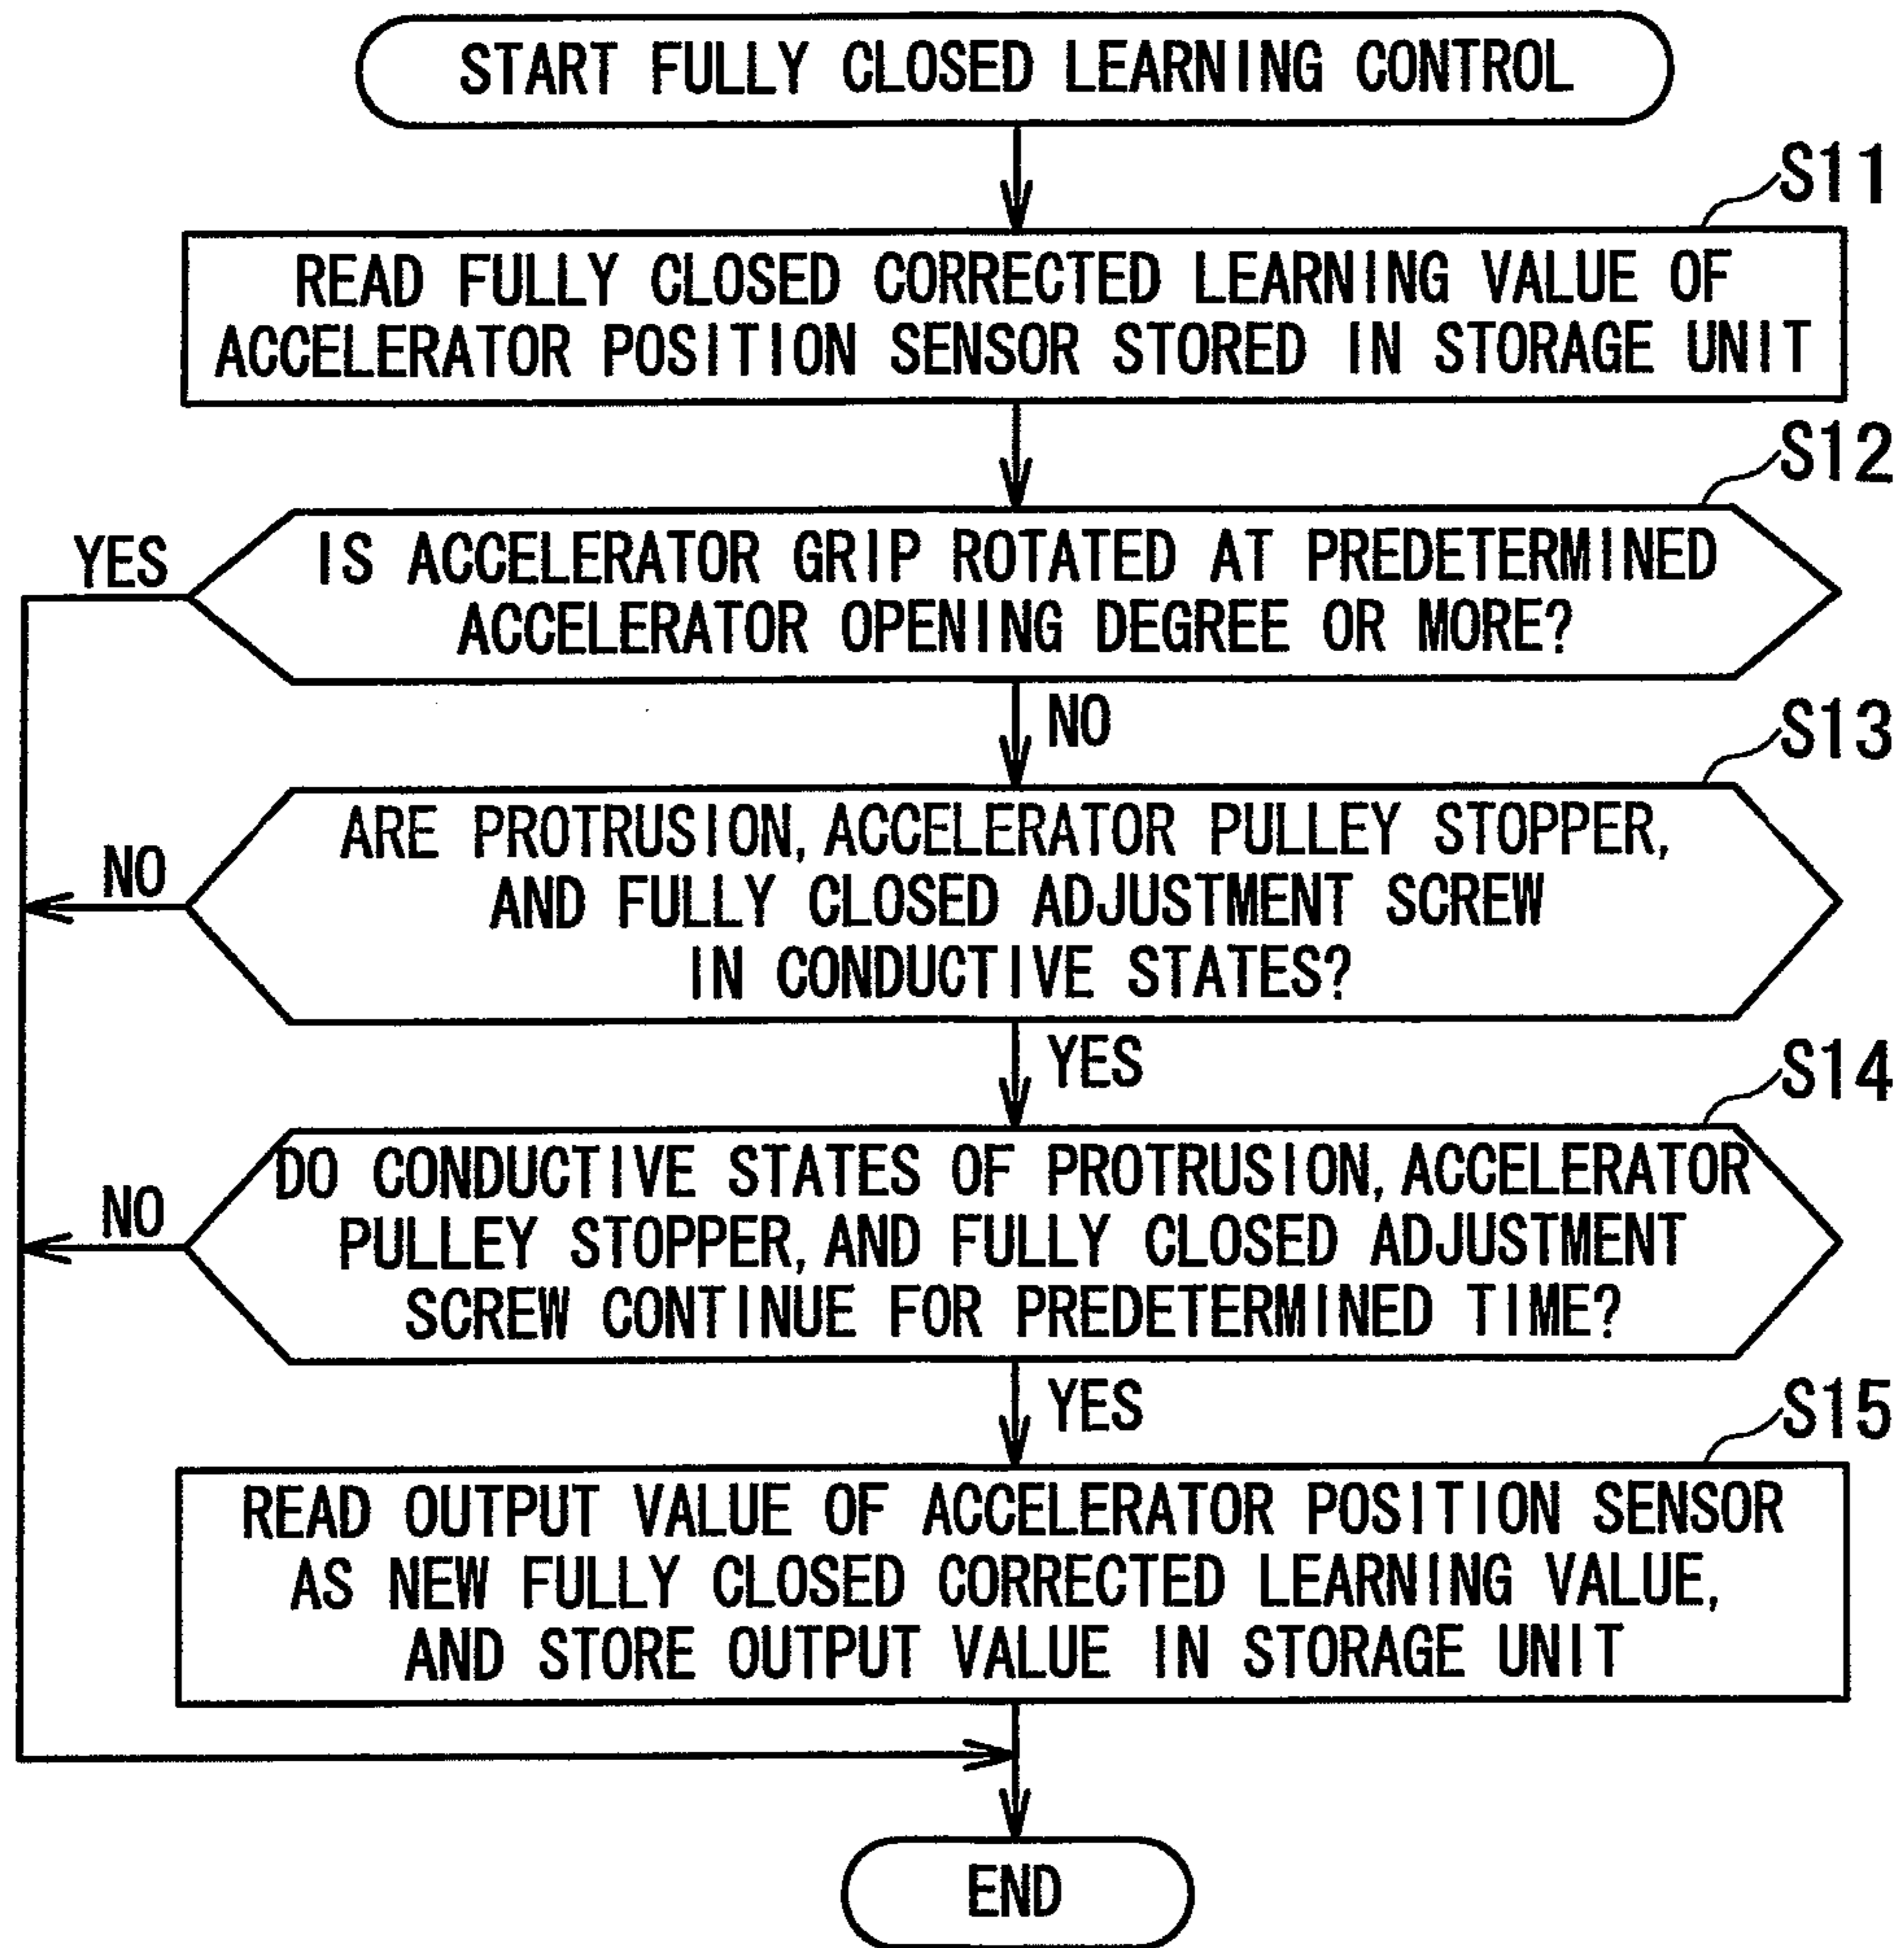 START FULLY CLOSED LEARNING CONTROL
S11
READ FULLY CLOSED CORRECTED LEARNING VALUE OF
ACCELERATOR POSITION SENSOR STORED IN STORAGE UNIT
S12
YES
IS ACCELERATOR GRIP ROTATED AT PREDETERMINED
ACCELERATOR OPENING DEGREE OR MORE?
NO
S13
NO
ARE PROTRUSION, ACCELERATOR PULLEY STOPPER,
AND FULLY CLOSED ADJUSTMENT SCREW
IN CONDUCTIVE STATES?
YES
S14
NO
DO CONDUCTIVE STATES OF PROTRUSION, ACCELERATOR
PULLEY STOPPER, AND FULLY CLOSED ADJUSTMENT
SCREW CONTINUE FOR PREDETERMINED TIME?
YES
S15
READ OUTPUT VALUE OF ACCELERATOR POSITION SENSOR
AS NEW FULLY CLOSED CORRECTED LEARNING VALUE,
AND STORE OUTPUT VALUE IN STORAGE UNIT
END